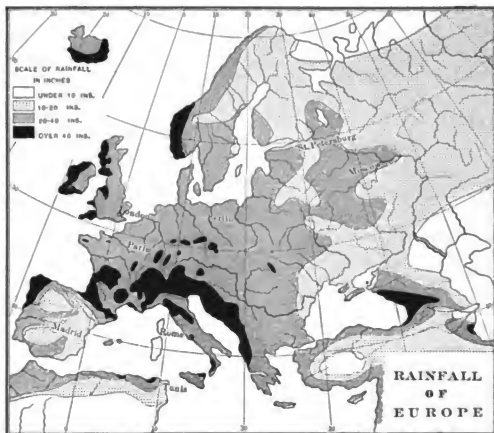 SCALE OF RAINFALL
IN INCHES
UNDER 10 INS.
10-20 INS.
20-40 INS.
OVER 40 INS.
St. Petersburg
London
Berlin
Paris
Madrid
Rome
Tunis
RAINFALL
OF
EUROPE